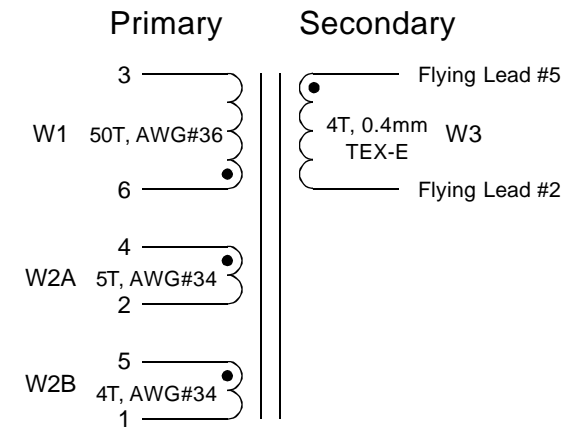 Primary
Secondary
3
Flying Lead #5
W1
50T, AWG#36
4T, 0.4mm
TEX-E
W3
6
Flying Lead #2
4
W2A
5T, AWG#34
2
5
W2B
4T, AWG#34
1